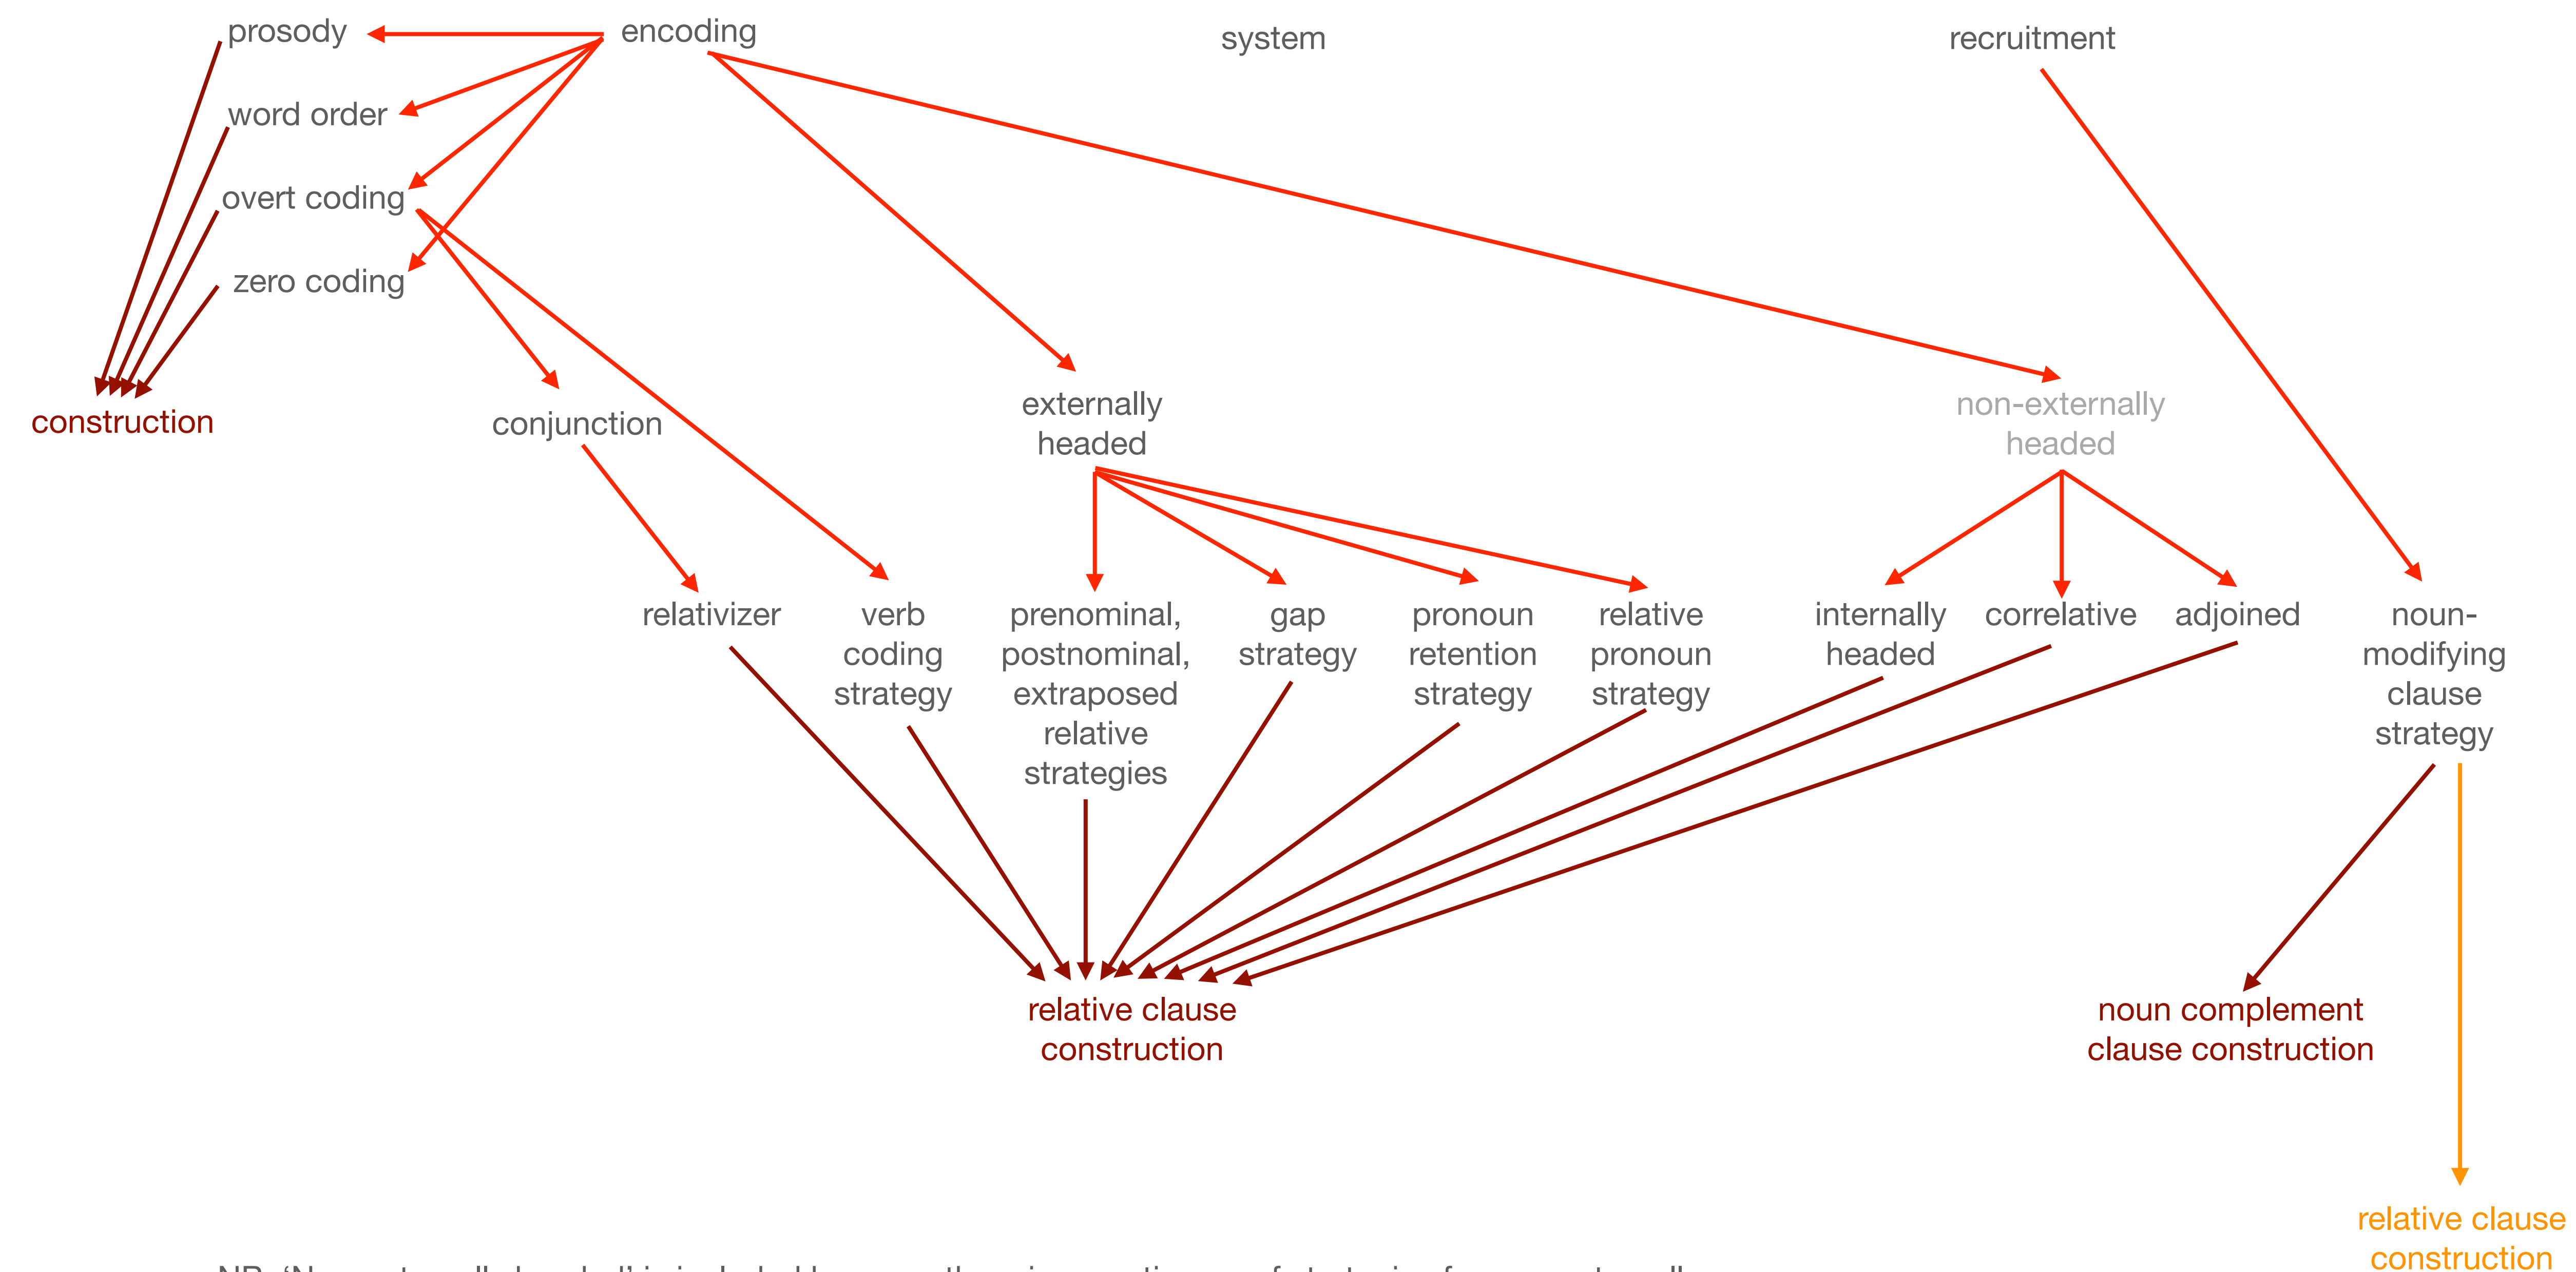 prosody
encoding
system
recruitment
word order
overt coding
zero coding
construction
conjunction
externally
headed
non-externally
headed
relativizer
verb
coding
strategy
prenominal,
postnominal,
extraposed
relative
strategies
gap
strategy
pronoun
retention
strategy
relative
pronoun
strategy
internally
headed
correlative
adjoined
noun-
modifying
clause
strategy
relative clause
construction
noun complement
clause construction
relative clause
construction